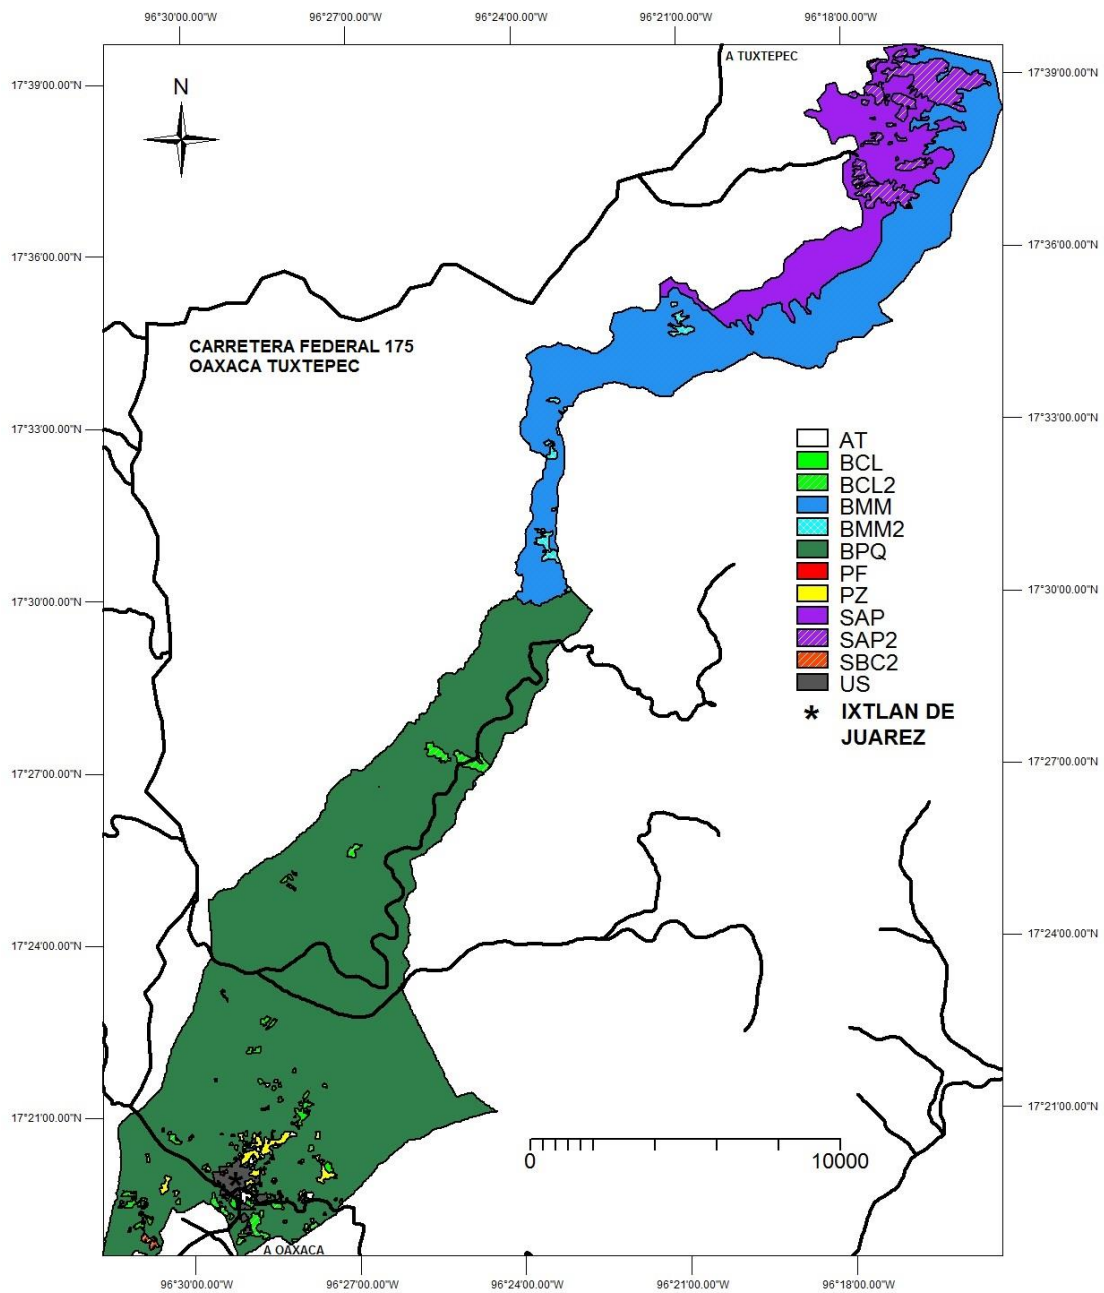 96°30'00.00"W
96°27'00.00"W
96°24'00.00"W
96°21'00.00"W
96°18'00.00"W
A TUXTEPEC
17°39'00.00"N
17°39'00.00"N
N
17°36'00.00"N
17°36'00.00"N
CARRETERA FEDERAL 175
OAXACA TUXTEPEC
17°33'00.00"N
17°33'00.00"N
AT
BCL
BCL2
BMM
BMM2
BPQ
PF
PZ
SAP
SAP2
SBC2
US
* IXTLAN DE
JUAREZ
17°30'00.00"N
17°30'00.00"N
17°27'00.00"N
17°27'00.00"N
17°24'00.00"N
17°24'00.00"N
17°21'00.00"N
17°21'00.00"N
0
10000
*
A OAXACA
96°30'00.00"W
96°27'00.00"W
96°24'00.00"W
96°21'00.00"W
96°18'00.00"W